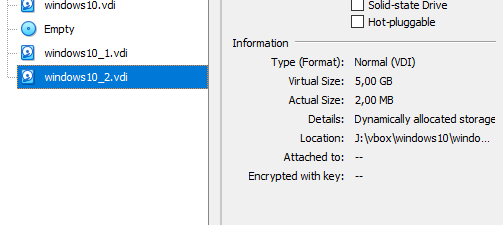 windows10.vdi
Empty
windows10_1.vdi
windows10_2.vdi
Solid-state Drive
Hot-pluggable
Information
Type (Format): Normal (VDI)
Virtual Size: 5,00 GB
Actual Size: 2,00 MB
Details: Dynamically allocated storage
Location: J:\vbox\windows10\windo...
Attached to: --
Encrypted with key: --